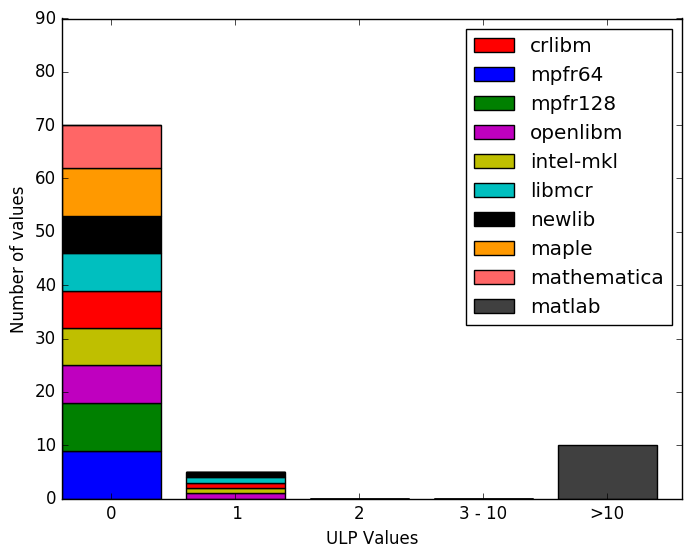 90
80
70
60
50
40
30
20
10
0
Number of values
crlibm
mpfr64
mpfr128
openlibm
intel-mkl
libmcr
newlib
maple
mathematica
matlab
0 1 2 3 - 10 >10
ULP Values